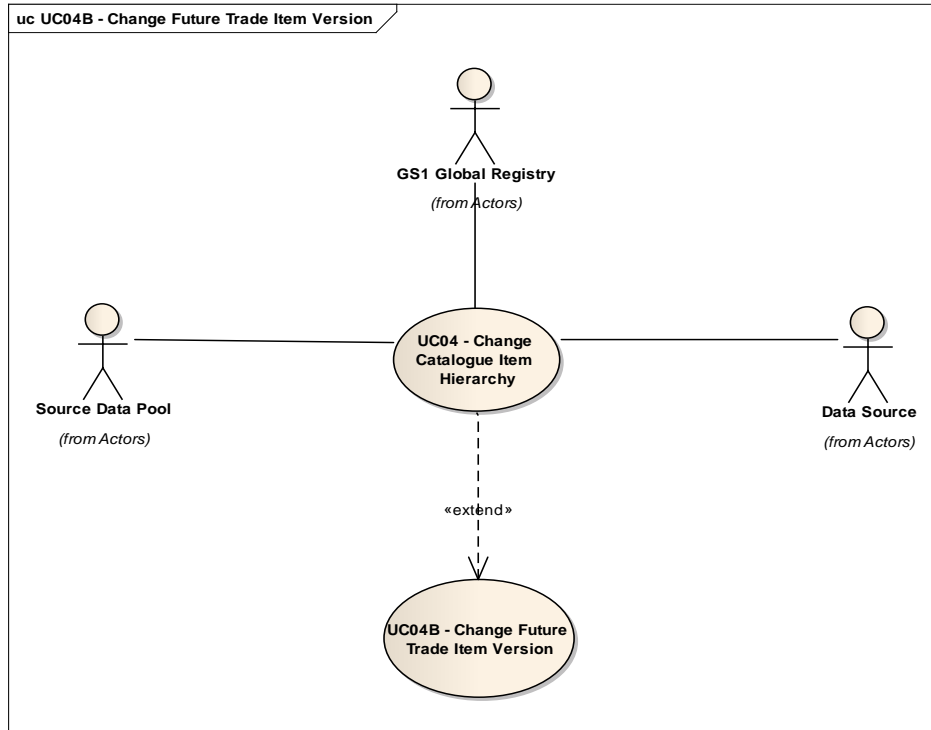 uc UC04B - Change Future Trade Item Version
GS1 Global Registry
(from Actors)
UC04 - Change
Catalogue Item
Hierarchy
Source Data Pool
(from Actors)
Data Source
(from Actors)
«extend»
UC04B - Change Future
Trade Item Version